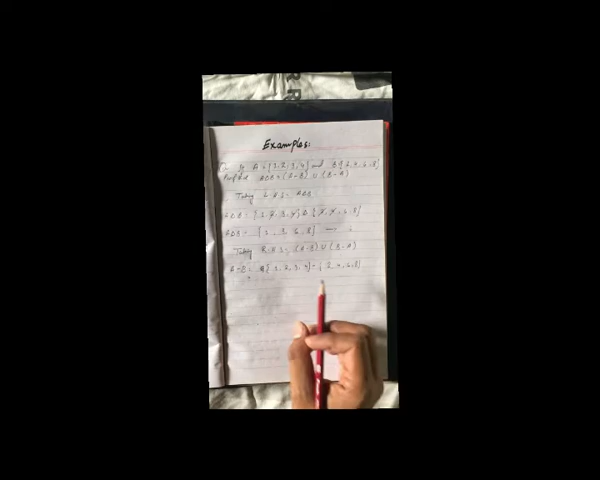 RR
Examples:
If A = {1, 2, 3, 4} and B {2, 4, 6, 8}
A∆B = (A-B) ∪ (B-A)
Taking L.H.S = A∆B
A∆B = {1, 2, 3, 4} ∆ {2, 4, 6, 8}
A∆B = {1, 3, 6, 8} — i
Taking R.H.S = (A-B) ∪ (B-A)
A-B = {1, 2, 3, 4} - {2, 4, 6, 8}